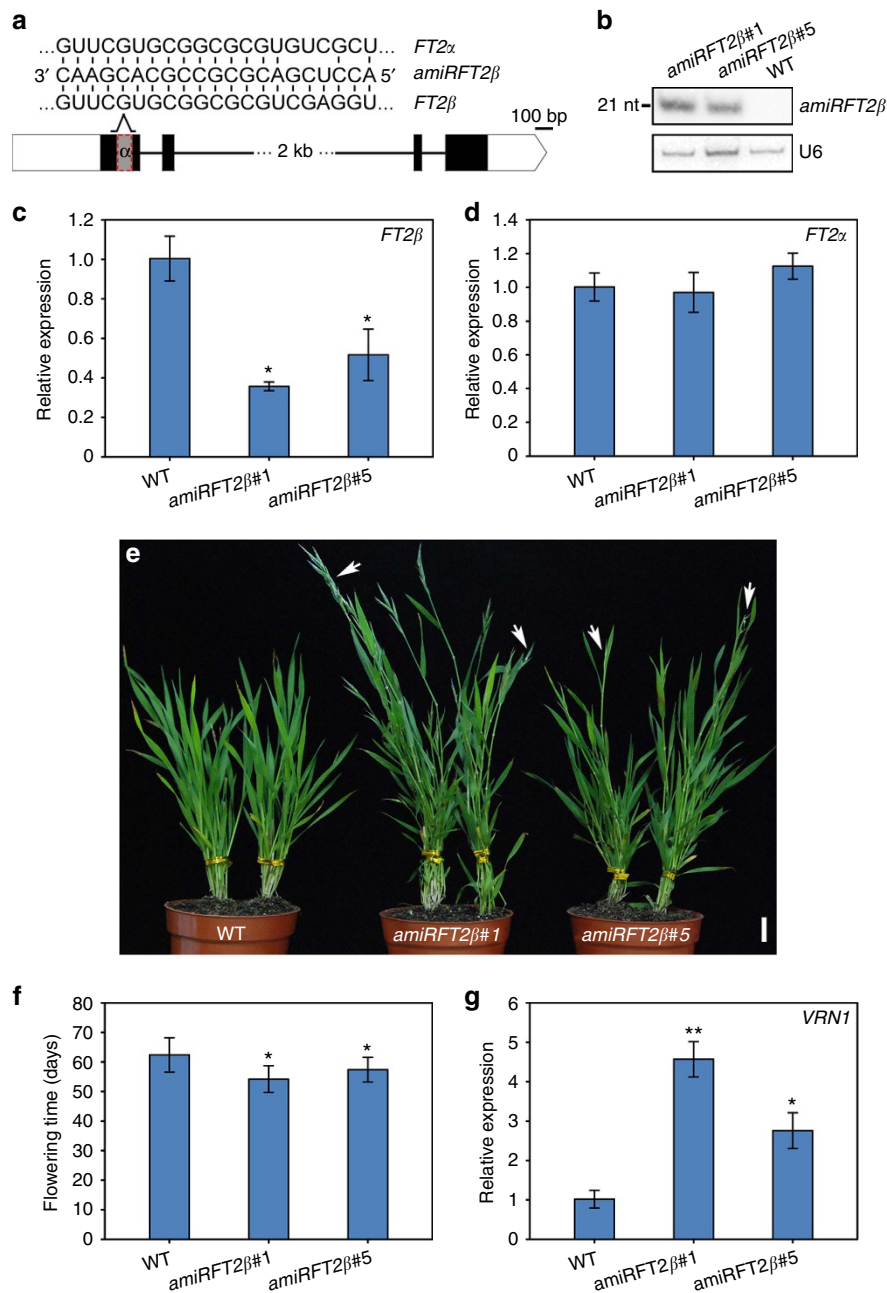 a
...GUUCGUGCGGCGCGUGUCGCU... FT2α
3′ CAAGCACGCCGCGCAGCUCCA 5′ amiRFT2β
...GUUCGUGCGGCGCGUCGAGGU... FT2β
100 bp
α
... 2 kb ...
b
amiRFT2β#1
amiRFT2β#5
WT
21 nt
amiRFT2β
U6
c
FT2β
Relative expression
1.2
1.0
0.8
0.6
0.4
0.2
0
*
*
WT
amiRFT2β#1
amiRFT2β#5
d
FT2α
Relative expression
1.4
1.2
1.0
0.8
0.6
0.4
0.2
0
WT
amiRFT2β#1
amiRFT2β#5
e
WT
amiRFT2β#1
amiRFT2β#5
f
Flowering time (days)
80
70
60
50
40
30
20
10
0
*
*
WT
amiRFT2β#1
amiRFT2β#5
g
VRN1
Relative expression
6
5
4
3
2
1
0
**
*
WT
amiRFT2β#1
amiRFT2β#5